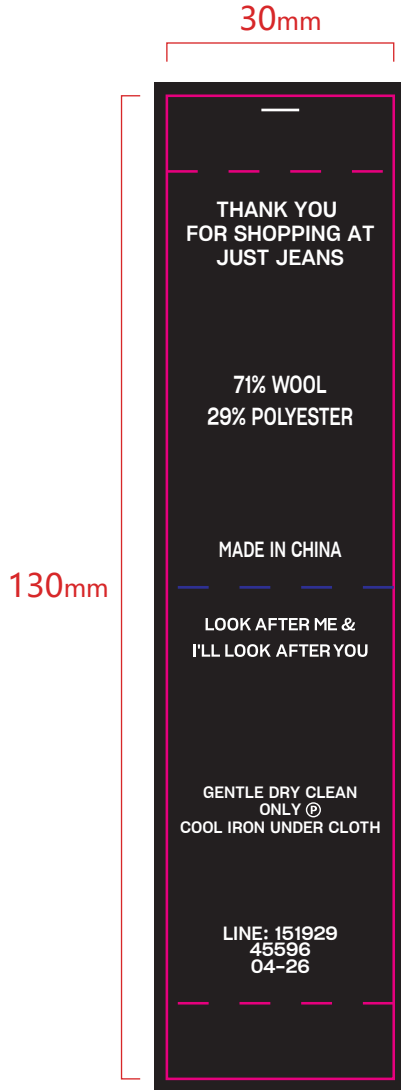 30mm
THANK YOU
FOR SHOPPING AT
JUST JEANS
71% WOOL
29% POLYESTER
MADE IN CHINA
130mm
LOOK AFTER ME &
I'LL LOOK AFTER YOU
GENTLE DRY CLEAN
ONLY Ⓟ
COOL IRON UNDER CLOTH
LINE: 151929
45596
04-26